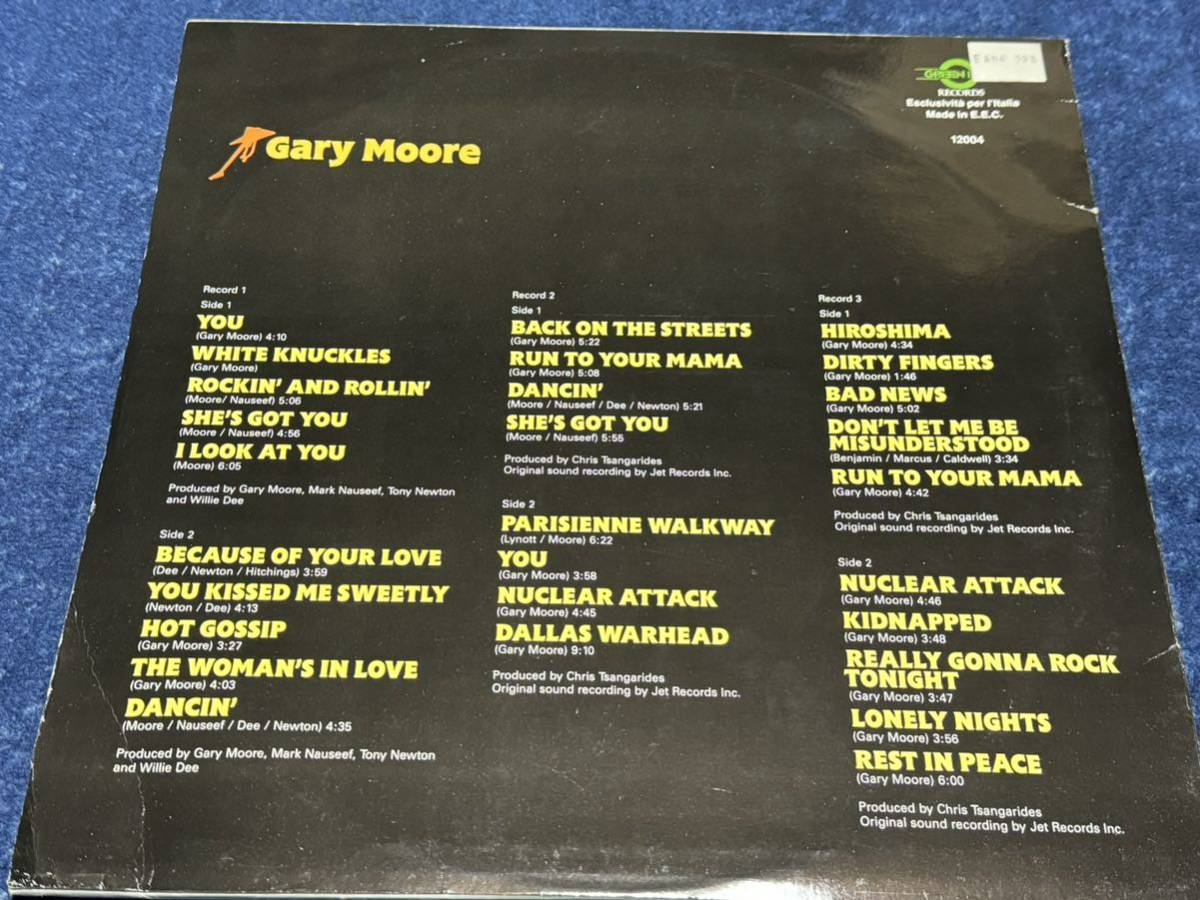 Gary Moore
RECORDS
Esclusività per l'Italia
Made in E.E.C.
12004
Record 1
Side 1
YOU
(Gary Moore) 4:10
WHITE KNUCKLES
(Gary Moore)
ROCKIN' AND ROLLIN'
(Moore/ Nauseef) 5:06
SHE'S GOT YOU
(Moore / Nauseef) 4:56
I LOOK AT YOU
(Moore) 6:05
Produced by Gary Moore, Mark Nauseef, Tony Newton
and Willie Dee
Side 2
BECAUSE OF YOUR LOVE
(Dee / Newton / Hitchings) 3:59
YOU KISSED ME SWEETLY
(Newton / Dee) 4:13
HOT GOSSIP
(Gary Moore) 3:27
THE WOMAN'S IN LOVE
(Gary Moore) 4:03
DANCIN'
(Moore / Nauseef / Dee / Newton) 4:35
Produced by Gary Moore, Mark Nauseef, Tony Newton
and Willie Dee
Record 2
Side 1
BACK ON THE STREETS
(Gary Moore) 5:22
RUN TO YOUR MAMA
(Gary Moore) 5:08
DANCIN'
(Moore / Nauseef / Dee / Newton) 5:21
SHE'S GOT YOU
(Moore / Nauseef) 5:55
Produced by Chris Tsangarides
Original sound recording by Jet Records Inc.
Side 2
PARISIENNE WALKWAY
(Lynott / Moore) 6:22
YOU
(Gary Moore) 3:58
NUCLEAR ATTACK
(Gary Moore) 4:45
DALLAS WARHEAD
(Gary Moore) 9:10
Produced by Chris Tsangarides
Original sound recording by Jet Records Inc.
Record 3
Side 1
HIROSHIMA
(Gary Moore) 4:34
DIRTY FINGERS
(Gary Moore) 1:46
BAD NEWS
(Gary Moore) 5:02
DON'T LET ME BE
MISUNDERSTOOD
(Benjamin / Marcus / Caldwell) 3:34
RUN TO YOUR MAMA
(Gary Moore) 4:42
Produced by Chris Tsangarides
Original sound recording by Jet Records Inc.
Side 2
NUCLEAR ATTACK
(Gary Moore) 4:46
KIDNAPPED
(Gary Moore) 3:48
REALLY GONNA ROCK
TONIGHT
(Gary Moore) 3:47
LONELY NIGHTS
(Gary Moore) 3:56
REST IN PEACE
(Gary Moore) 6:00
Produced by Chris Tsangarides
Original sound recording by Jet Records Inc.